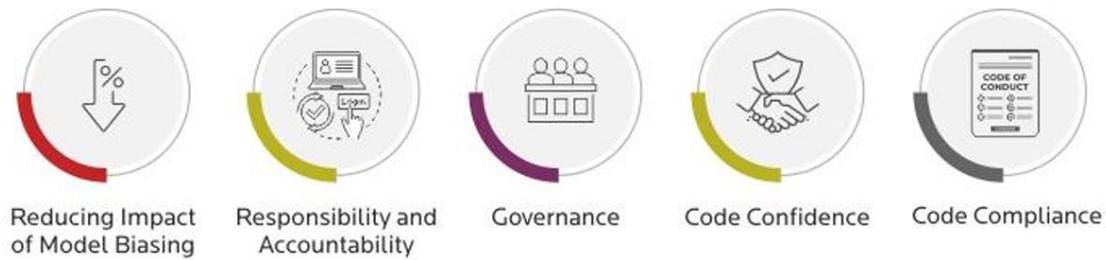 %
Login
CODE OF
CONDUCT
Reducing Impact
of Model Biasing
Responsibility and
Accountability
Governance
Code Confidence
Code Compliance